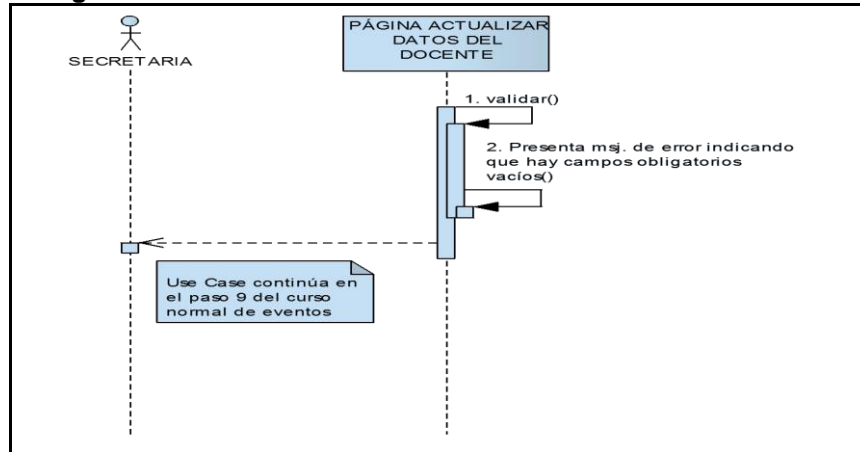 SECRETARIA
PÁGINA ACTUALIZAR
DATOS DEL
DOCENTE
1. validar()
2. Presenta msj. de error indicando
que hay campos obligatorios
vacíos()
Use Case continúa en
el paso 9 del curso
normal de eventos